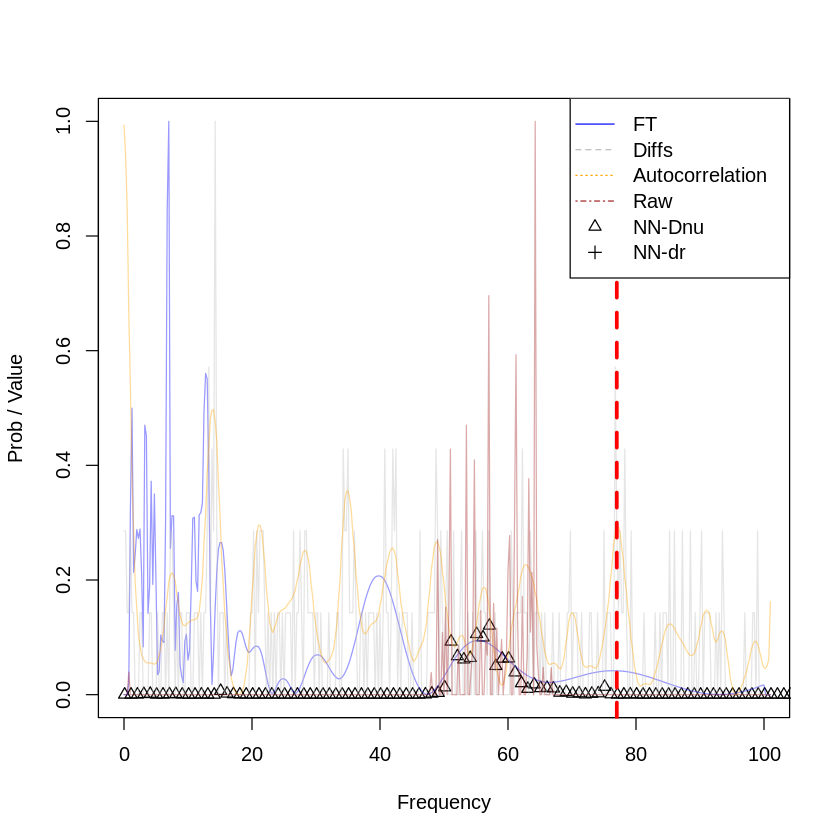 FT
Diffs
Autocorrelation
Raw
NN-Dnu
NN-dr
Prob / Value
1.0
0.8
0.6
0.4
0.2
0.0
0 20 40 60 80 100
Frequency